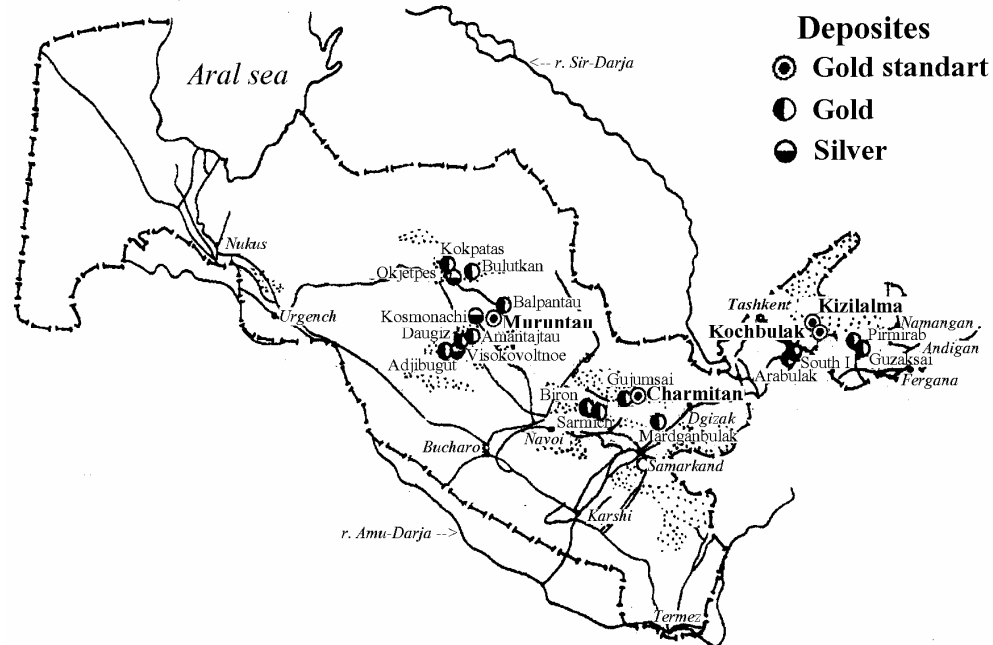 Deposites
Gold standart
Gold
Silver
Aral sea
<-- r. Sir-Darja
Nukus
Urgench
Kokpatas
Okjetpes
Bulutkan
Balpantau
Kosmonachi
Muruntau
Daugiz
Amantajtau
Visokovoltnoe
Adjibugut
Tashkent
Kizilalma
Kochbulak
Namangan
Pirmirab
Andigan
South I
Guzaksai
Arabulak
Fergana
Gujumsai
Biron
Charmitan
Sarmich
Dgizak
Navoi
Mardganbulak
Bucharo
Samarkand
Karshi
r. Amu-Darja -->
Termez